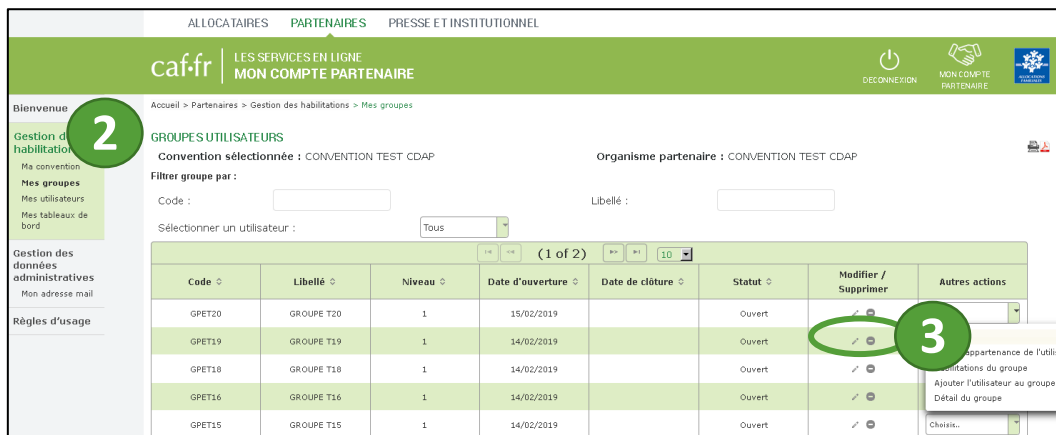 ALLOCATAIRES PARTENAIRES PRESSE ET INSTITUTIONNEL
caf.fr LES SERVICES EN LIGNE
MON COMPTE PARTENAIRE
DECONNEXION
MON COMPTE
PARTENAIRE
ALLOCATIONS
FAMILIALES
Bienvenue
Accueil > Partenaires > Gestion des habilitations > Mes groupes
2
Gestion
habilitation
Ma convention
Mes groupes
Mes utilisateurs
Mes tableaux de
bord
Gestion des
données
administratives
Mon adresse mail
Règles d'usage
GROUPES UTILISATEURS
Convention sélectionnée : CONVENTION TEST CDAP Organisme partenaire : CONVENTION TEST CDAP
Filtrer groupe par :
Code : Libellé :
Sélectionner un utilisateur : Tous
(1 of 2) 10
Code Libellé Niveau Date d'ouverture Date de clôture Statut Modifier / Supprimer Autres actions
GPET20 GROUPE T20 1 15/02/2019 Ouvert
GPET19 GROUPE T19 1 14/02/2019 Ouvert
3
appartenance de l'utilis
GPET18 GROUPE T18 1 14/02/2019 Ouvert
du groupe
Ajouter l'utilisateur au groupe
GPET16 GROUPE T16 1 14/02/2019 Ouvert
Détail du groupe
GPET15 GROUPE T15 1 14/02/2019 Ouvert Choisis..